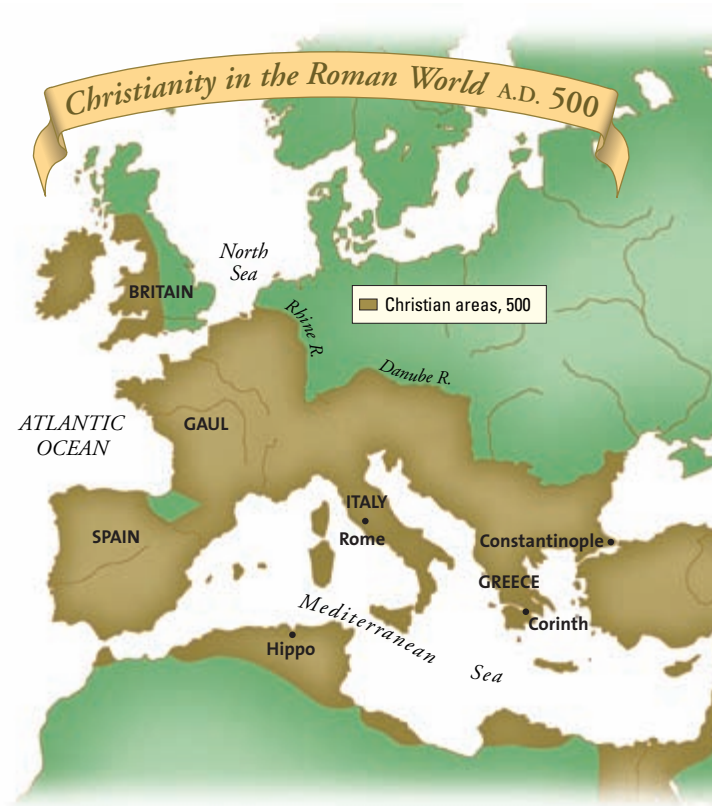 Christianity in the Roman World A.D. 500
North
Sea
BRITAIN
Christian areas, 500
Rhine R.
Danube R.
ATLANTIC
OCEAN
GAUL
ITALY
Rome
SPAIN
Constantinople
GREECE
Corinth
Mediterranean
Sea
Hippo